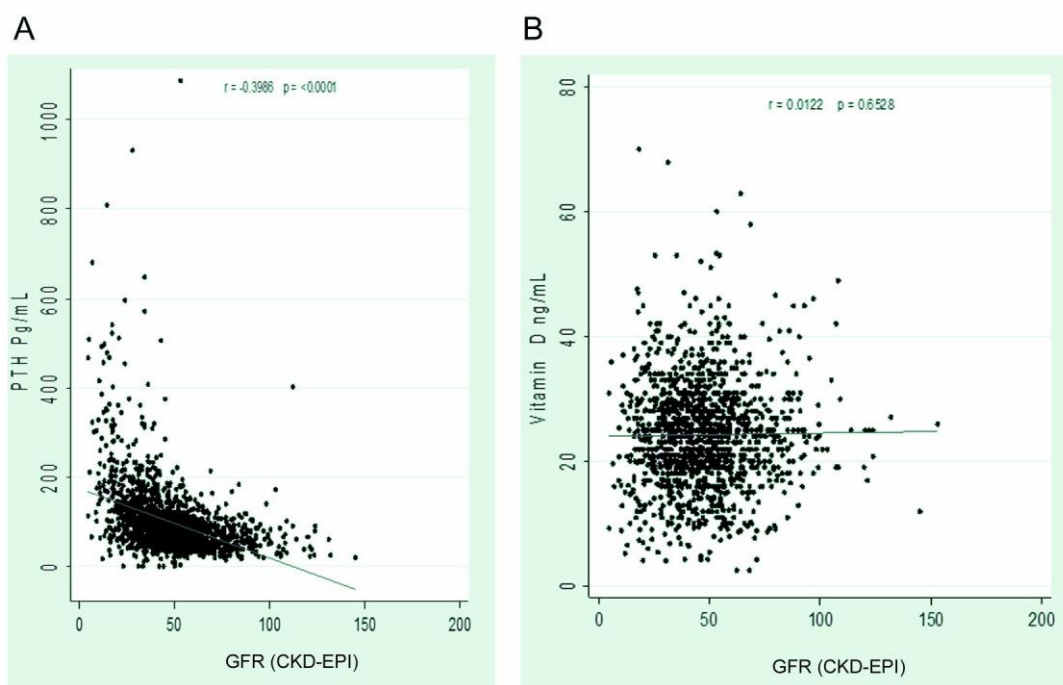 A
r = -0.3986 p = <0.0001
PTH Pg/mL
1000
800
600
400
200
0
0 50 100 150 200
GFR (CKD-EPI)
B
r = 0.0122 p = 0.6528
Vitamin D ng/mL
80
60
40
20
0
0 50 100 150 200
GFR (CKD-EPI)